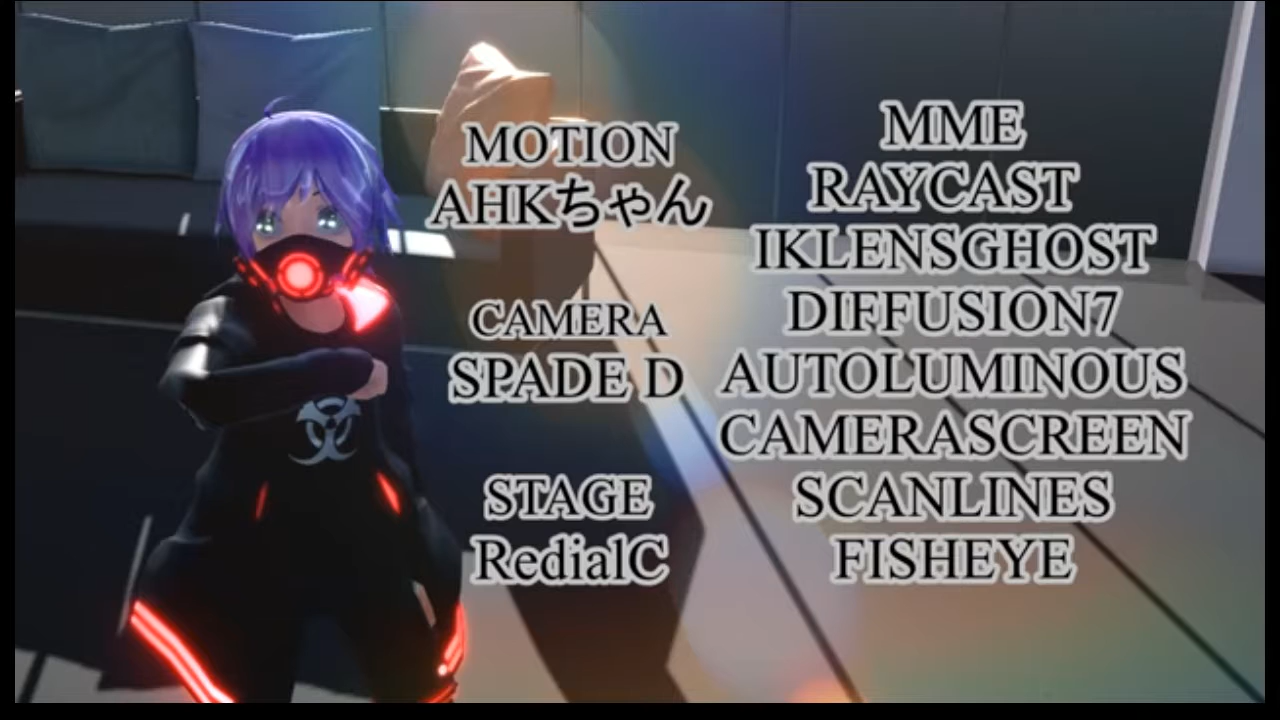 MOTION
AHKちゃん
CAMERA
SPADE D
STAGE
RedialC
MME
RAYCAST
IKLENSGHOST
DIFFUSION7
AUTOLUMINOUS
CAMERASCREEN
SCANLINES
FISHEYE